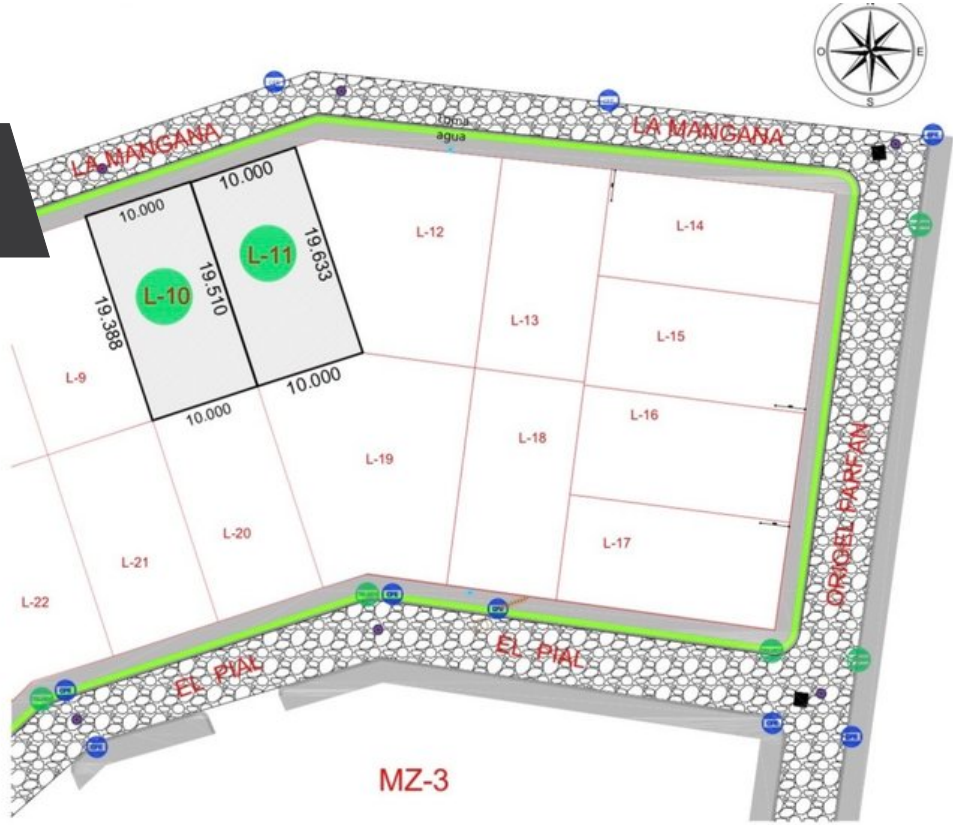 O
E
S
LA MANGANA
Toma
agua
LA MANGANA
10.000
10.000
L-10
L-11
19.388
19.510
19.633
10.000
10.000
L-9
L-12
L-13
L-14
L-15
L-16
L-17
L-18
L-19
L-20
L-21
L-22
ORIGEL FARFAN
EL PIAL
EL PIAL
MZ-3